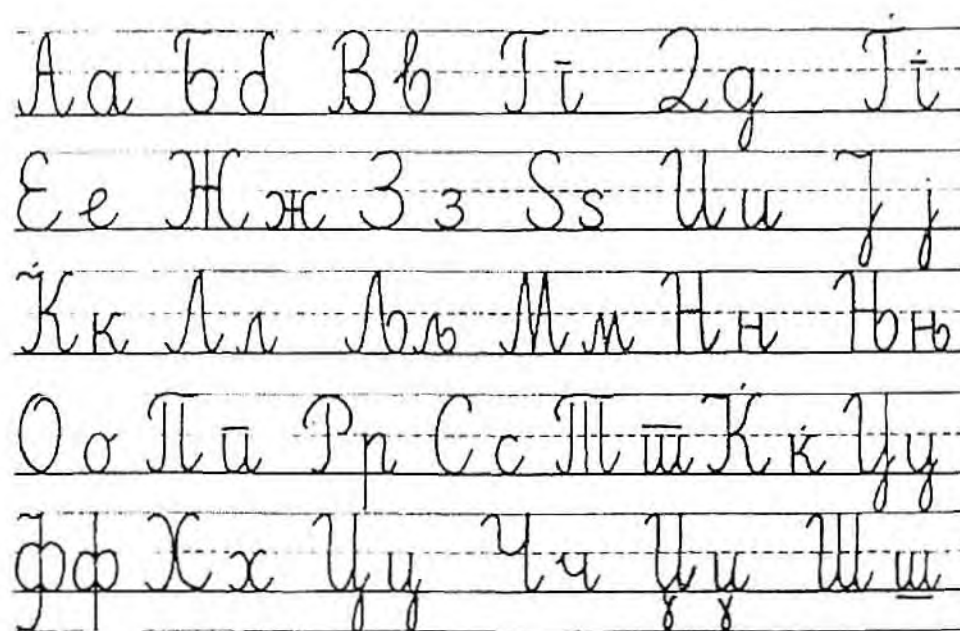 Аа Бб Вв Гг Дд Ѓѓ
Ее Жж Зз Ѕѕ Ии Јј
Кк Лл Љљ Мм Нн Њњ
Оо Пп Рр Сс Тт Ќќ Уу
Фф Хх Цц Чч Џџ Шш